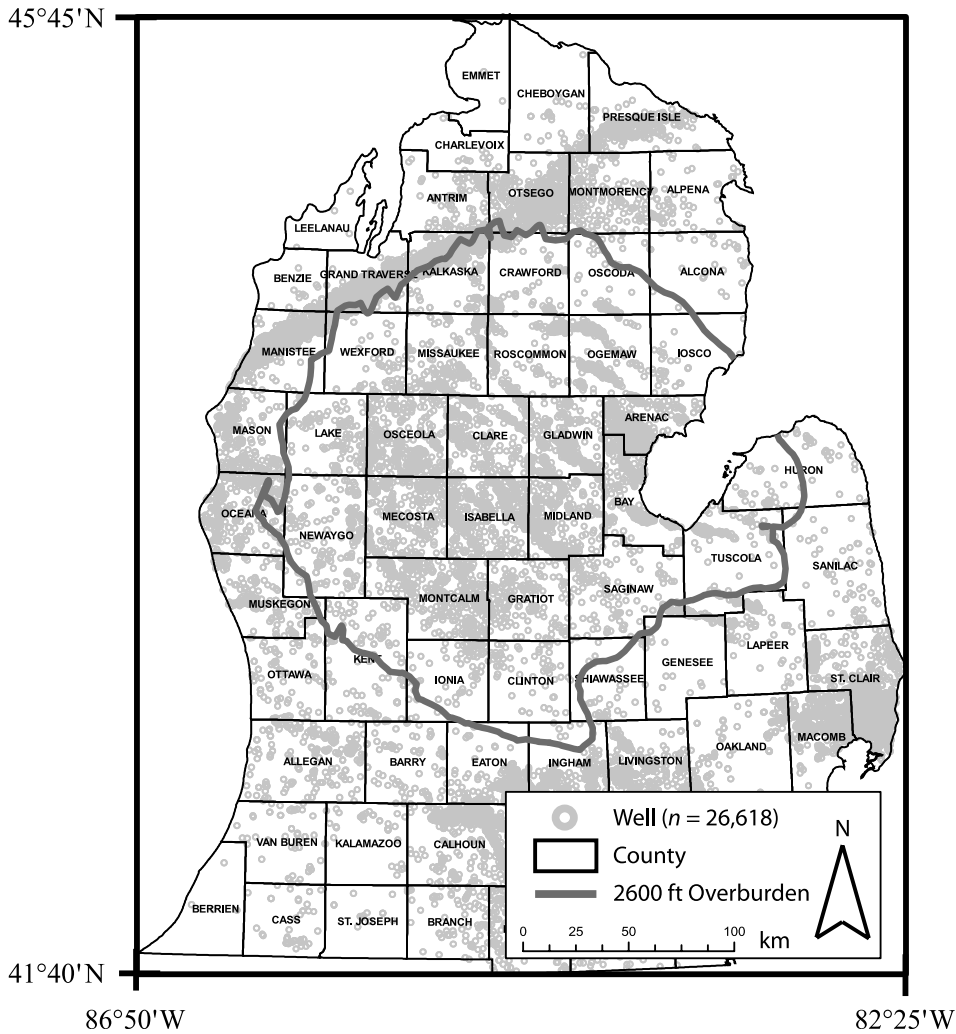 45°45'N
EMMET
CHEBOYGAN
PRESQUE ISLE
CHARLEVOIX
ANTRIM
OTSEGO
MONTMORENCY
ALPENA
LEELANAU
BENZIE
GRAND TRAVERSE
KALKASKA
CRAWFORD
OSCODA
ALCONA
MANISTEE
WEXFORD
MISSAUKEE
ROSCOMMON
OGEMAW
IOSCO
MASON
LAKE
OSCEOLA
CLARE
GLADWIN
ARENAC
HURON
OCEANA
NEWAYGO
MECOSTA
ISABELLA
MIDLAND
BAY
TUSCOLA
SANILAC
MUSKEGON
MONTCALM
GRATIOT
SAGINAW
OTTAWA
KENT
IONIA
CLINTON
SHIAWASSEE
GENESEE
LAPEER
ST. CLAIR
ALLEGAN
BARRY
EATON
INGHAM
LIVINGSTON
OAKLAND
MACOMB
VAN BUREN
KALAMAZOO
CALHOUN
BERRIEN
CASS
ST. JOSEPH
BRANCH
Well (n = 26,618)
County
2600 ft Overburden
N
0 25 50 100 km
41°40'N
86°50'W
82°25'W